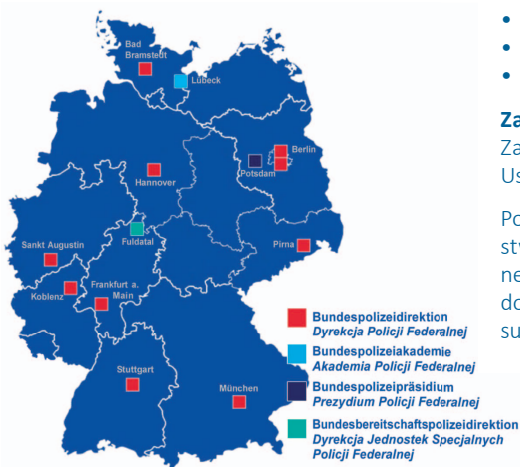 Bad
Bramstedt
Lübeck
Berlin
Potsdam
Hannover
Sankt Augustin
Fuldatal
Pirna
Koblenz
Frankfurt a.
Main
Stuttgart
München
Bundespolizeidirektion
Dyrekcja Policji Federalnej
Bundespolizeiakademie
Akademia Policji Federalnej
Bundespolizeipräsidium
Prezydium Policji Federalnej
Bundesbereitschaftspolizeidirektion
Dyrekcja Jednostek Specjalnych
Policji Federalnej
•
•
•
Za
Za
Us
Po
ne
do
su